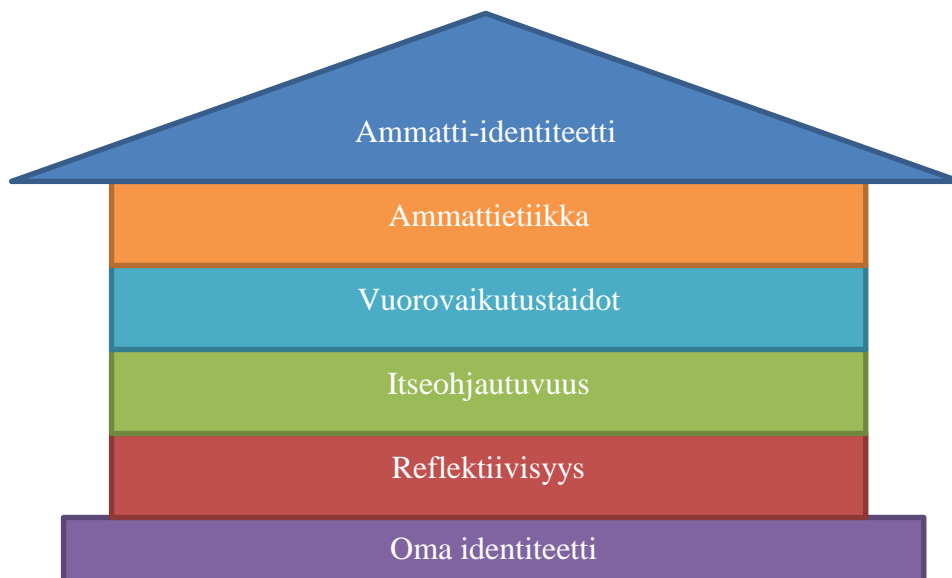 Ammatti-identiteetti
Ammattietiikka
Vuorovaikutustaidot
Itseohjautuvuus
Reflektiivisyys
Oma identiteetti